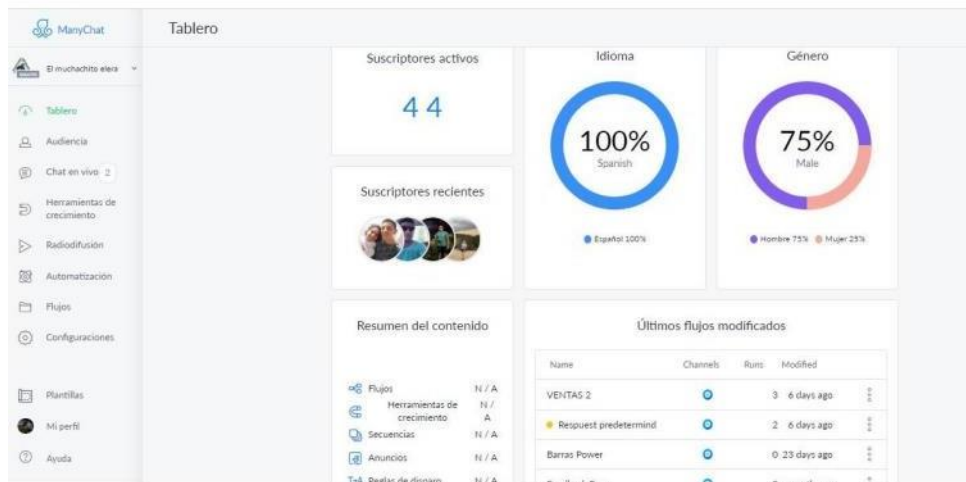 ManyChat
Tablero
El muchachito elera
Tablero
Audiencia
Chat en vivo 2
Herramientas de
crecimiento
Radiodifusión
Automatización
Flujos
Configuraciones
Plantillas
Mi perfil
Ayuda
Suscriptores activos
4 4
Suscriptores recientes
Idioma
100%
Spanish
Español 100%
Género
75%
Male
Hombre 75% Mujer 25%
Resumen del contenido
Flujos N / A
Herramientas de N /
crecimiento A
Secuencias N / A
Anuncios N / A
Reglas de disparo N / A
Últimos flujos modificados
Name Channels Runs Modified
VENTAS 2 3 6 days ago
Respuest predetermind 2 6 days ago
Barras Power 0 23 days ago